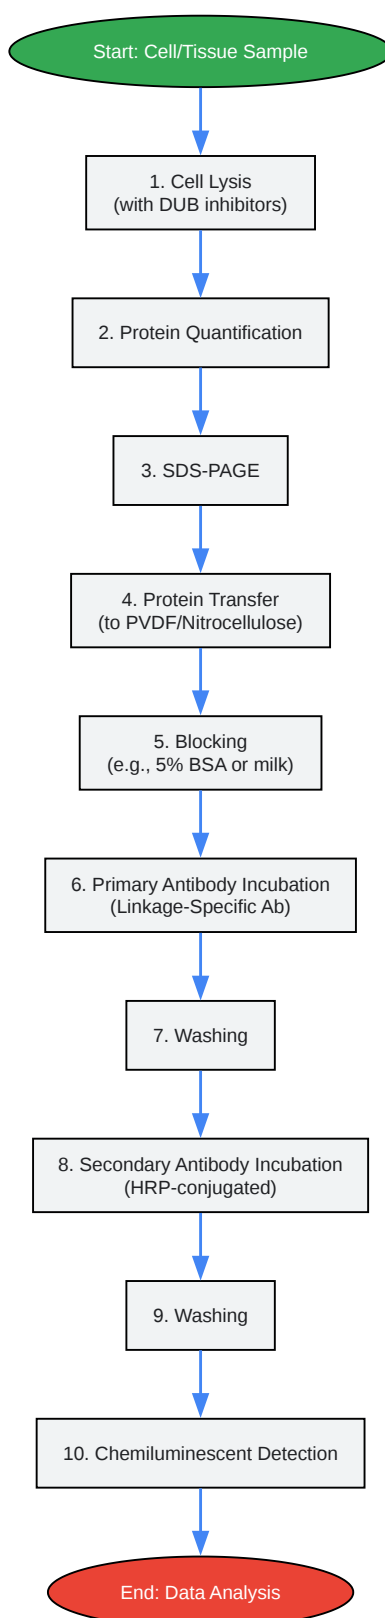 Start: Cell/Tissue Sample
1. Cell Lysis
(with DUB inhibitors)
2. Protein Quantification
3. SDS-PAGE
4. Protein Transfer
(to PVDF/Nitrocellulose)
5. Blocking
(e.g., 5% BSA or milk)
6. Primary Antibody Incubation
(Linkage-Specific Ab)
7. Washing
8. Secondary Antibody Incubation
(HRP-conjugated)
9. Washing
10. Chemiluminescent Detection
End: Data Analysis